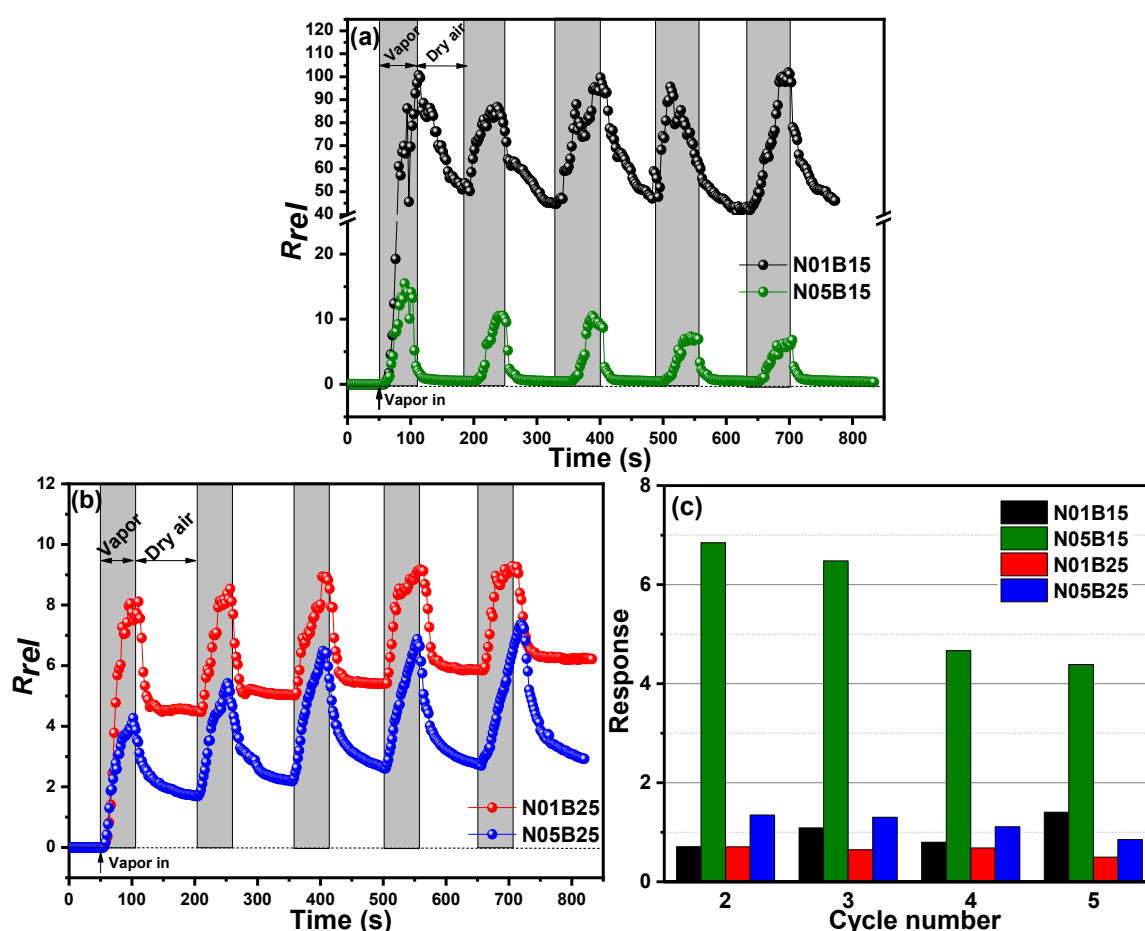 (a)
Vapor
Dry air
120
110
100
90
80
70
60
50
40
20
10
0
Rrel
N01B15
N05B15
Vapor in
0 100 200 300 400 500 600 700 800
Time (s)
(b)
Vapor
Dry air
12
10
8
6
4
2
0
Rrel
N01B25
N05B25
Vapor in
0 100 200 300 400 500 600 700 800
Time (s)
(c)
8
6
4
2
0
Response
N01B15
N05B15
N01B25
N05B25
2 3 4 5
Cycle number